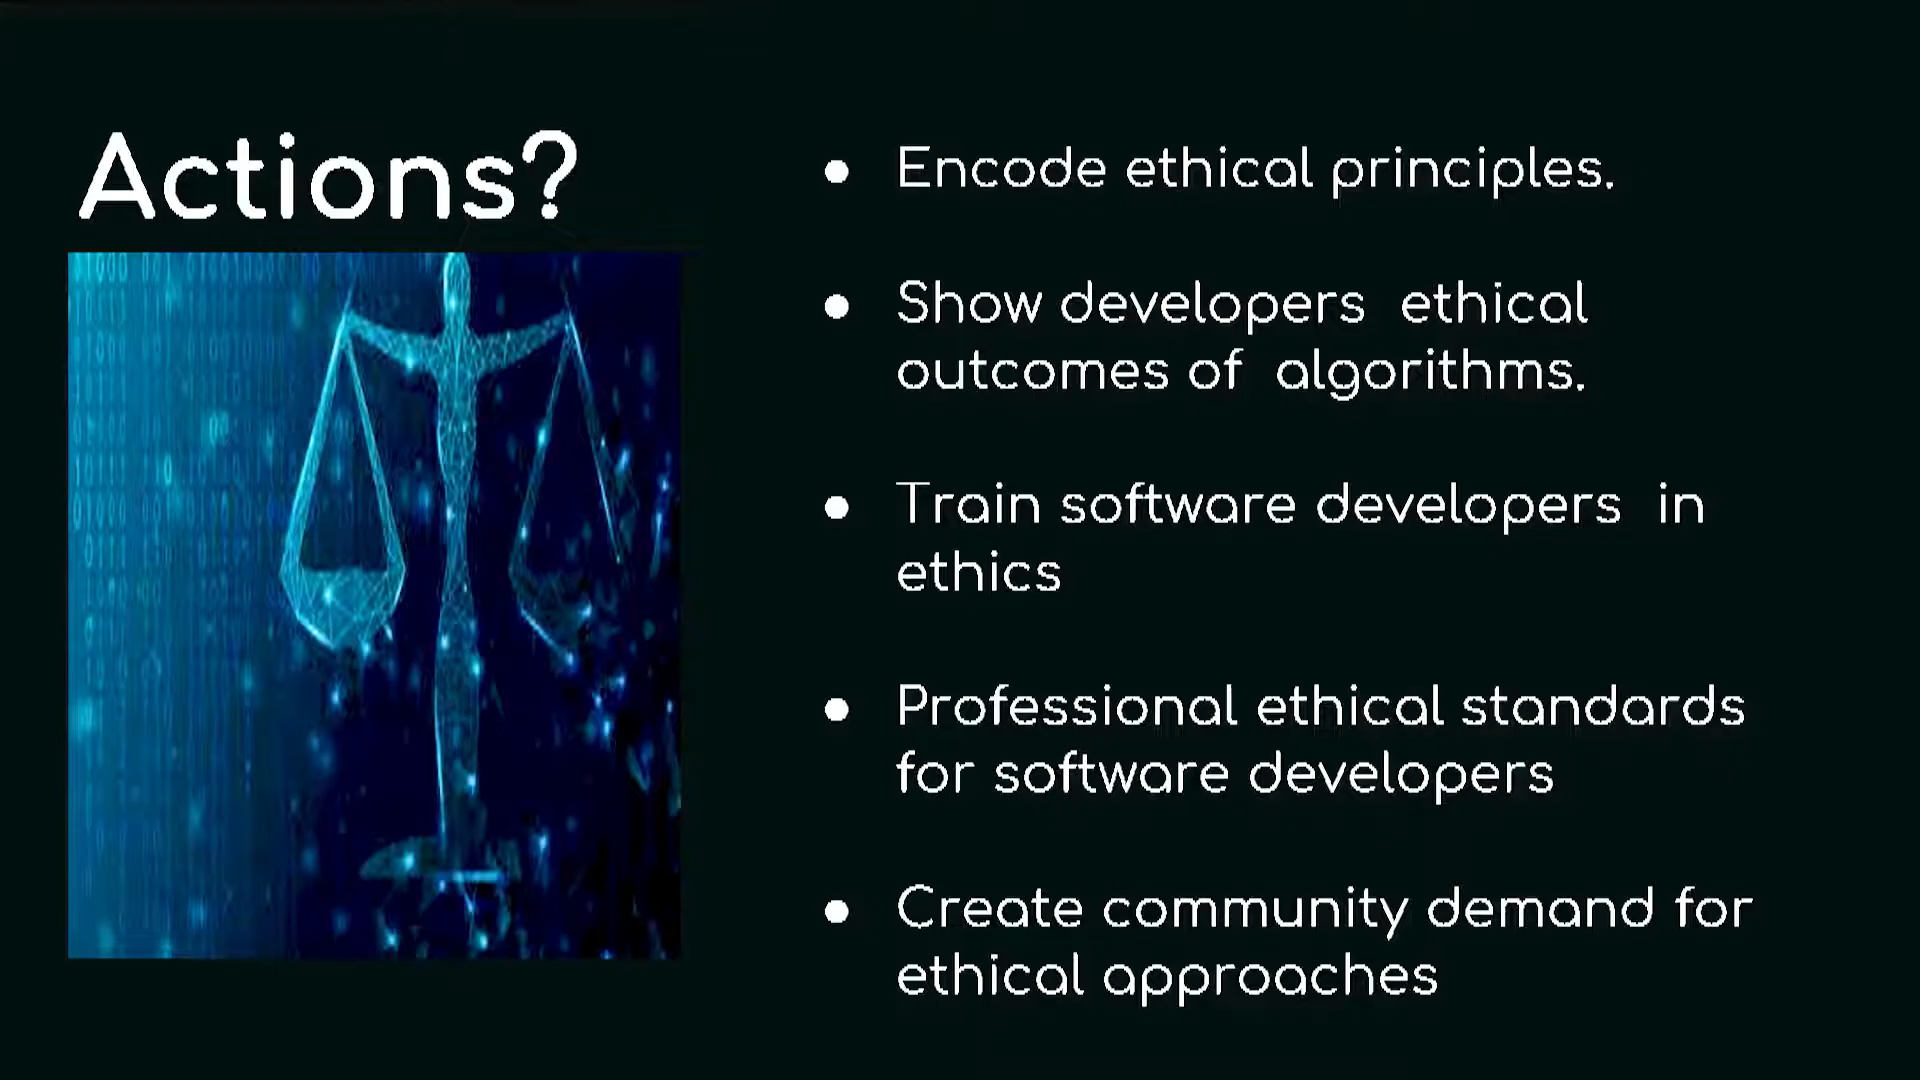 Actions?
● Encode ethical principles.
● Show developers  ethical
outcomes of  algorithms.
● Train software developers  in
ethics
● Professional ethical standards
for software developers
● Create community demand for
ethical approaches